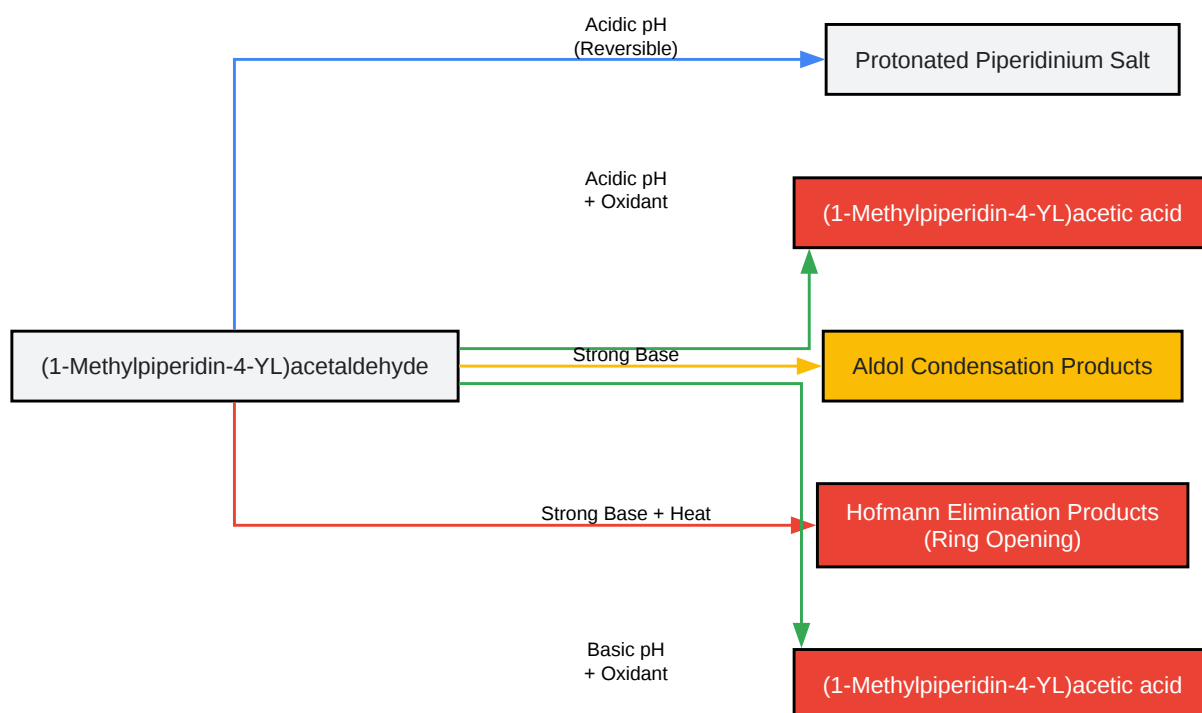 Acidic pH
(Reversible)
Protonated Piperidinium Salt
Acidic pH
+ Oxidant
(1-Methylpiperidin-4-YL)acetic acid
(1-Methylpiperidin-4-YL)acetaldehyde
Strong Base
Aldol Condensation Products
Strong Base + Heat
Hofmann Elimination Products
(Ring Opening)
Basic pH
+ Oxidant
(1-Methylpiperidin-4-YL)acetic acid